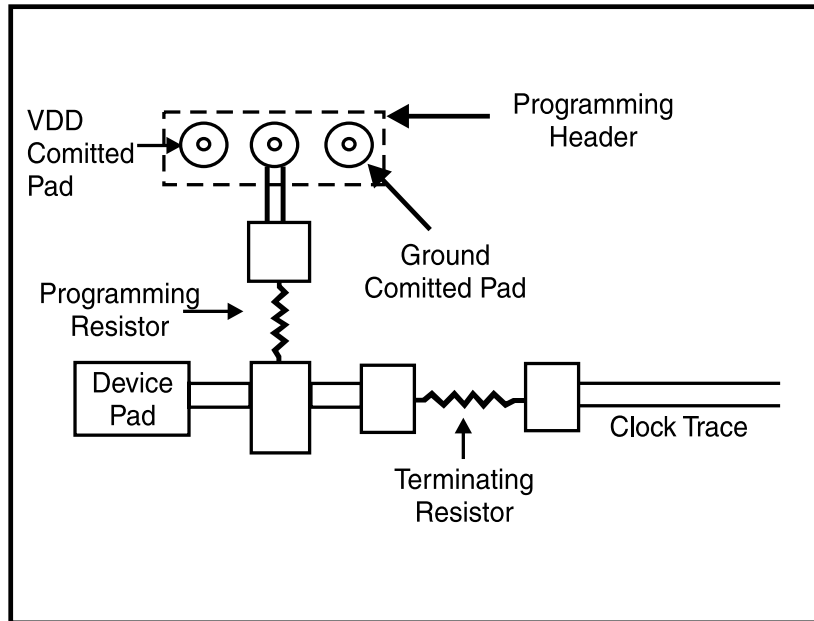 VDD
Comitted
Pad
Programming
Header
Ground
Comitted Pad
Programming
Resistor
Device
Pad
Clock Trace
Terminating
Resistor